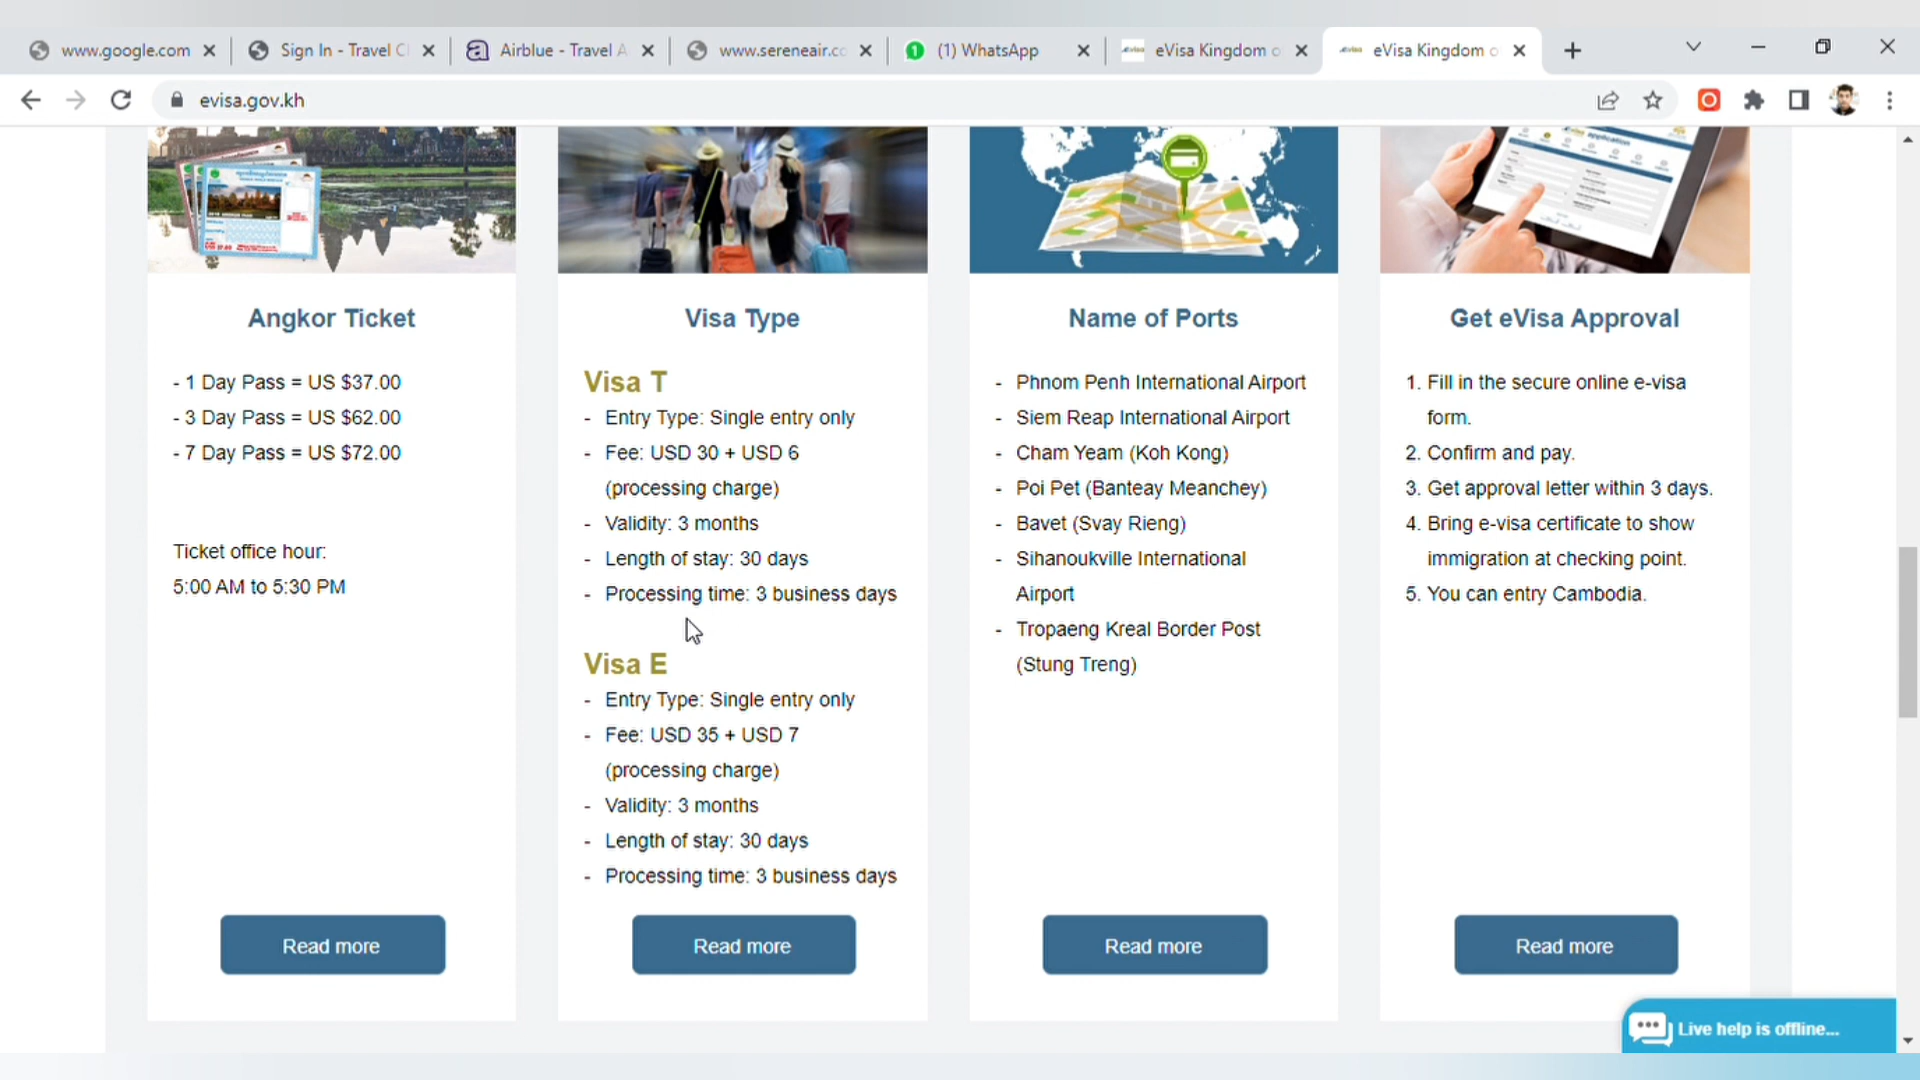 www.google.com
Sign In - Travel Cl
Airblue - Travel A
www.sereneair.co
(1) WhatsApp
eVisa Kingdom o
eVisa Kingdom o
evisa.gov.kh
Angkor Ticket
- 1 Day Pass = US $37.00
- 3 Day Pass = US $62.00
- 7 Day Pass = US $72.00
Ticket office hour:
5:00 AM to 5:30 PM
Read more
Visa Type
Visa T
- Entry Type: Single entry only
- Fee: USD 30 + USD 6
(processing charge)
- Validity: 3 months
- Length of stay: 30 days
- Processing time: 3 business days
Visa E
- Entry Type: Single entry only
- Fee: USD 35 + USD 7
(processing charge)
- Validity: 3 months
- Length of stay: 30 days
- Processing time: 3 business days
Read more
Name of Ports
- Phnom Penh International Airport
- Siem Reap International Airport
- Cham Yeam (Koh Kong)
- Poi Pet (Banteay Meanchey)
- Bavet (Svay Rieng)
- Sihanoukville International
Airport
- Tropaeng Kreal Border Post
(Stung Treng)
Read more
application
Get eVisa Approval
1. Fill in the secure online e-visa
form.
2. Confirm and pay.
3. Get approval letter within 3 days.
4. Bring e-visa certificate to show
immigration at checking point.
5. You can entry Cambodia.
Read more
Live help is offline...